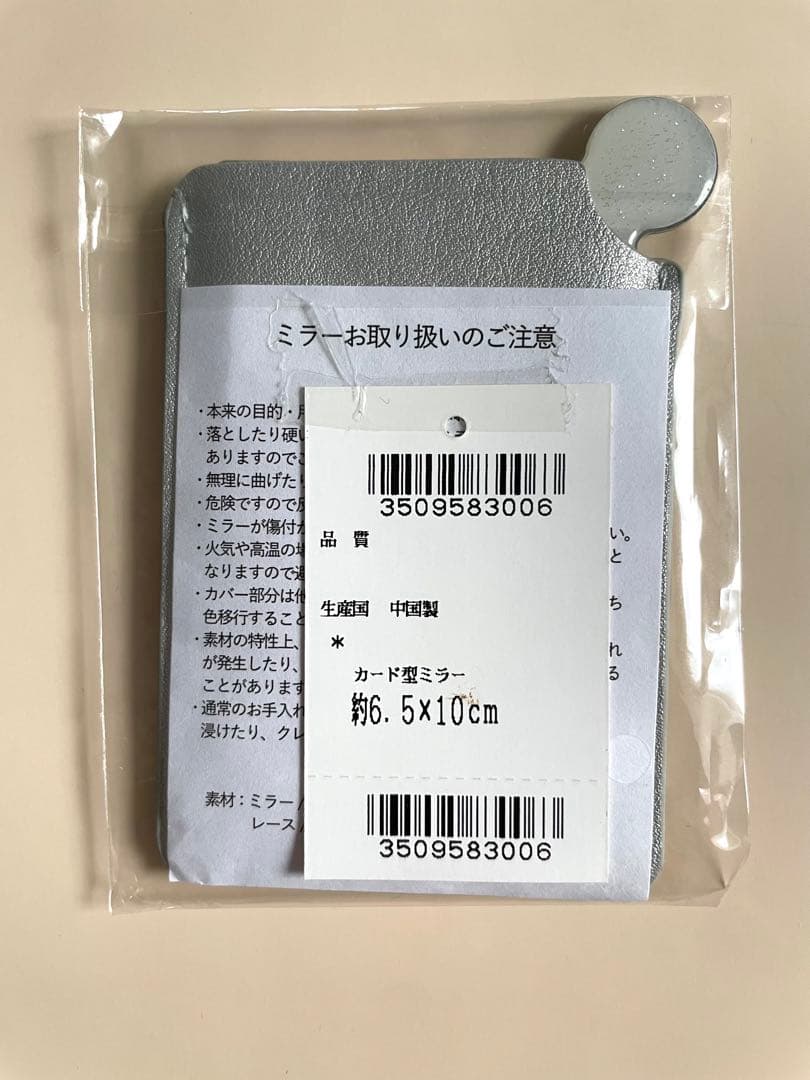 ミラーお取り扱いのご注意
・本来の目的・
・落としたり硬い
ありますのでご
・無理に曲げたり
・危険ですので
・ミラーが傷付
・火気や高温の
なりますので
・カバー部分は
色移行すること
・素材の特性上、
が発生したり、
ことがあります
・通常のお手入れ
浸けたり、クレ
素材：ミラー/
レース/
い。
と
ち
れ
る
3509583006
品 質
生産国 中国製
*
カード型ミラー
約6.5×10cm
3509583006